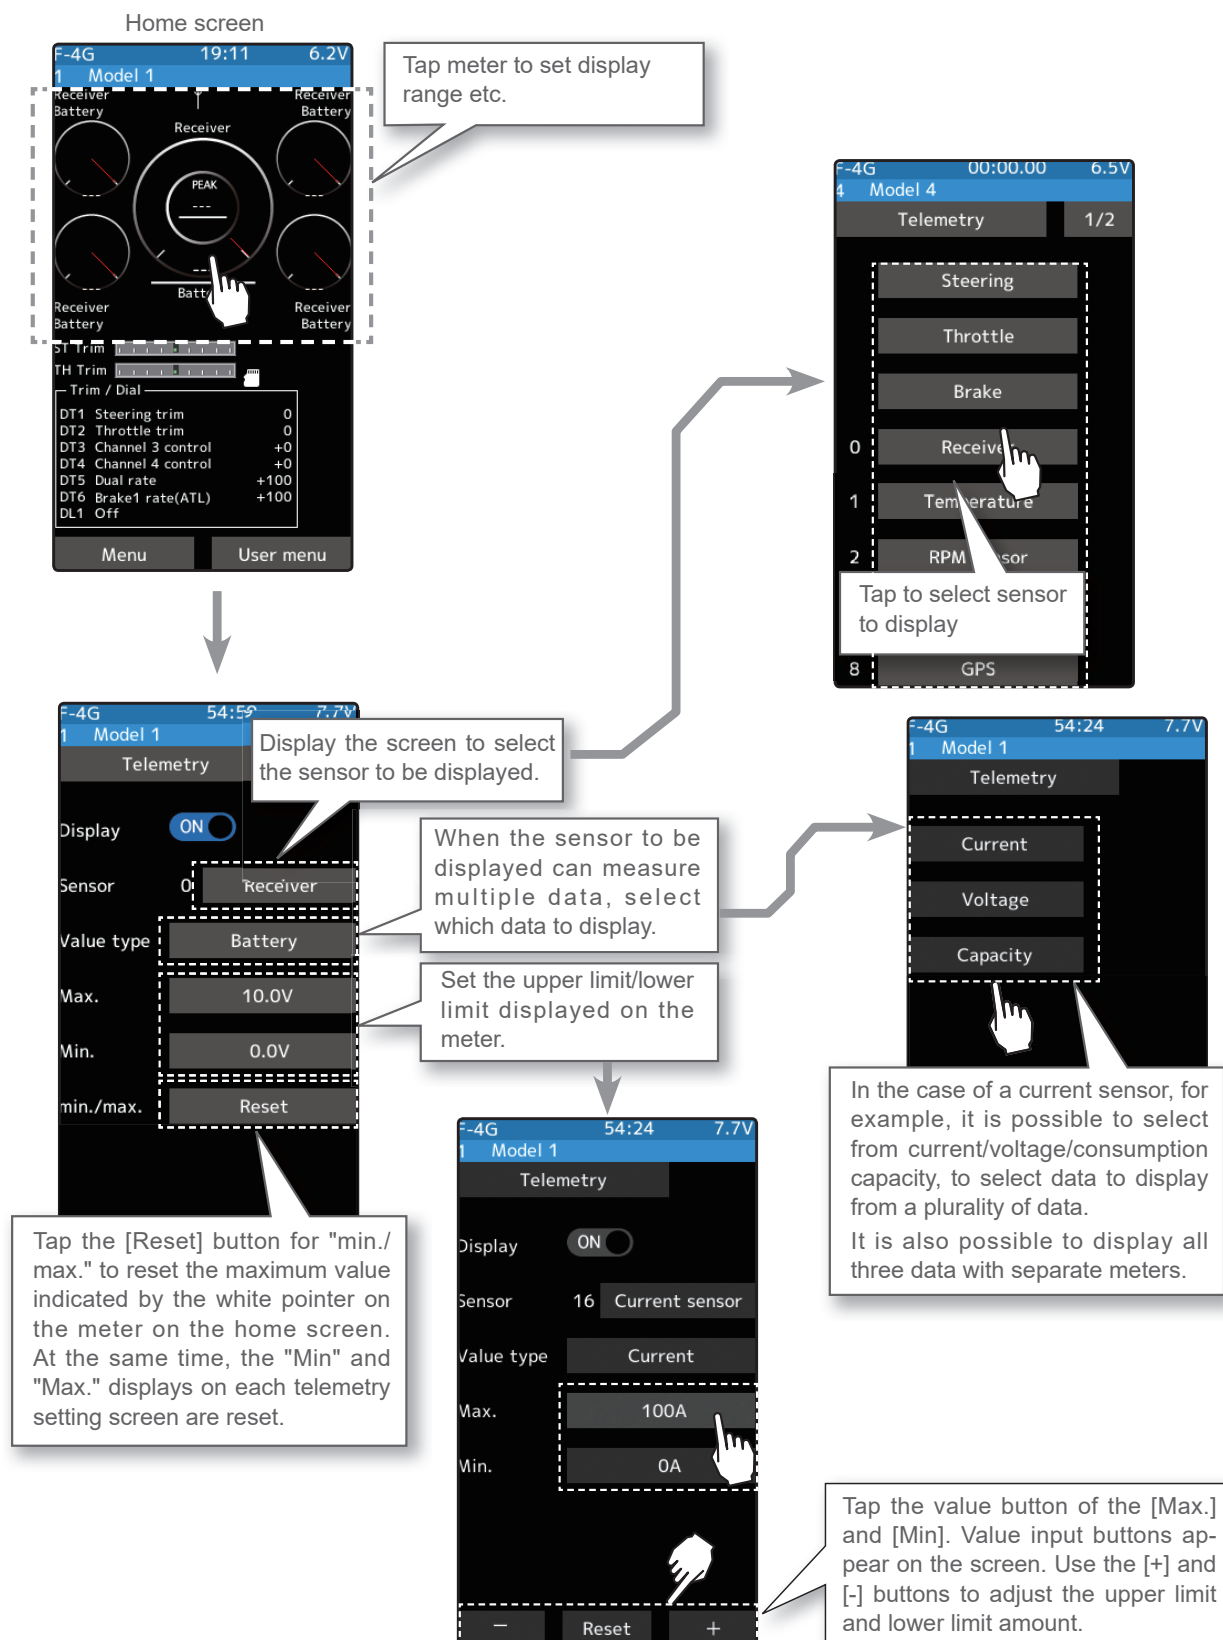 Home screen
F-4G 19:11 6.2V
1 Model 1
Receiver
Battery
Receiver
Battery
Receiver
PEAK
---
---
---
---
Receiver
Battery
---
---
Receiver
Battery
ST Trim
TH Trim
Trim / Dial
DT1 Steering trim 0
DT2 Throttle trim 0
DT3 Channel 3 control +0
DT4 Channel 4 control +0
DT5 Dual rate +100
DT6 Brake1 rate(ATL) +100
DL1 Off
Menu User menu
Tap meter to set display
range etc.
F-4G 00:00.00 6.5V
4 Model 4
Telemetry 1/2
Steering
Throttle
Brake
0 Receiver
1 Temperature
2 RPM
8 GPS
Tap to select sensor
to display
F-4G 54:59 7.7V
1 Model 1
Telemetry
Display ON
Sensor 0 Receiver
Value type Battery
Max. 10.0V
Min. 0.0V
min./max. Reset
Display the screen to select
the sensor to be displayed.
When the sensor to be
displayed can measure
multiple data, select
which data to display.
Set the upper limit/lower
limit displayed on the
meter.
Tap the [Reset] button for "min./
max." to reset the maximum value
indicated by the white pointer on
the meter on the home screen.
At the same time, the "Min" and
"Max." displays on each telemetry
setting screen are reset.
F-4G 54:24 7.7V
1 Model 1
Telemetry
Current
Voltage
Capacity
In the case of a current sensor, for
example, it is possible to select
from current/voltage/consumption
capacity, to select data to display
from a plurality of data.
It is also possible to display all
three data with separate meters.
F-4G 54:24 7.7V
1 Model 1
Telemetry
Display ON
Sensor 16 Current sensor
Value type Current
Max. 100A
Min. 0A
− Reset +
Tap the value button of the [Max.]
and [Min]. Value input buttons ap-
pear on the screen. Use the [+] and
[-] buttons to adjust the upper limit
and lower limit amount.